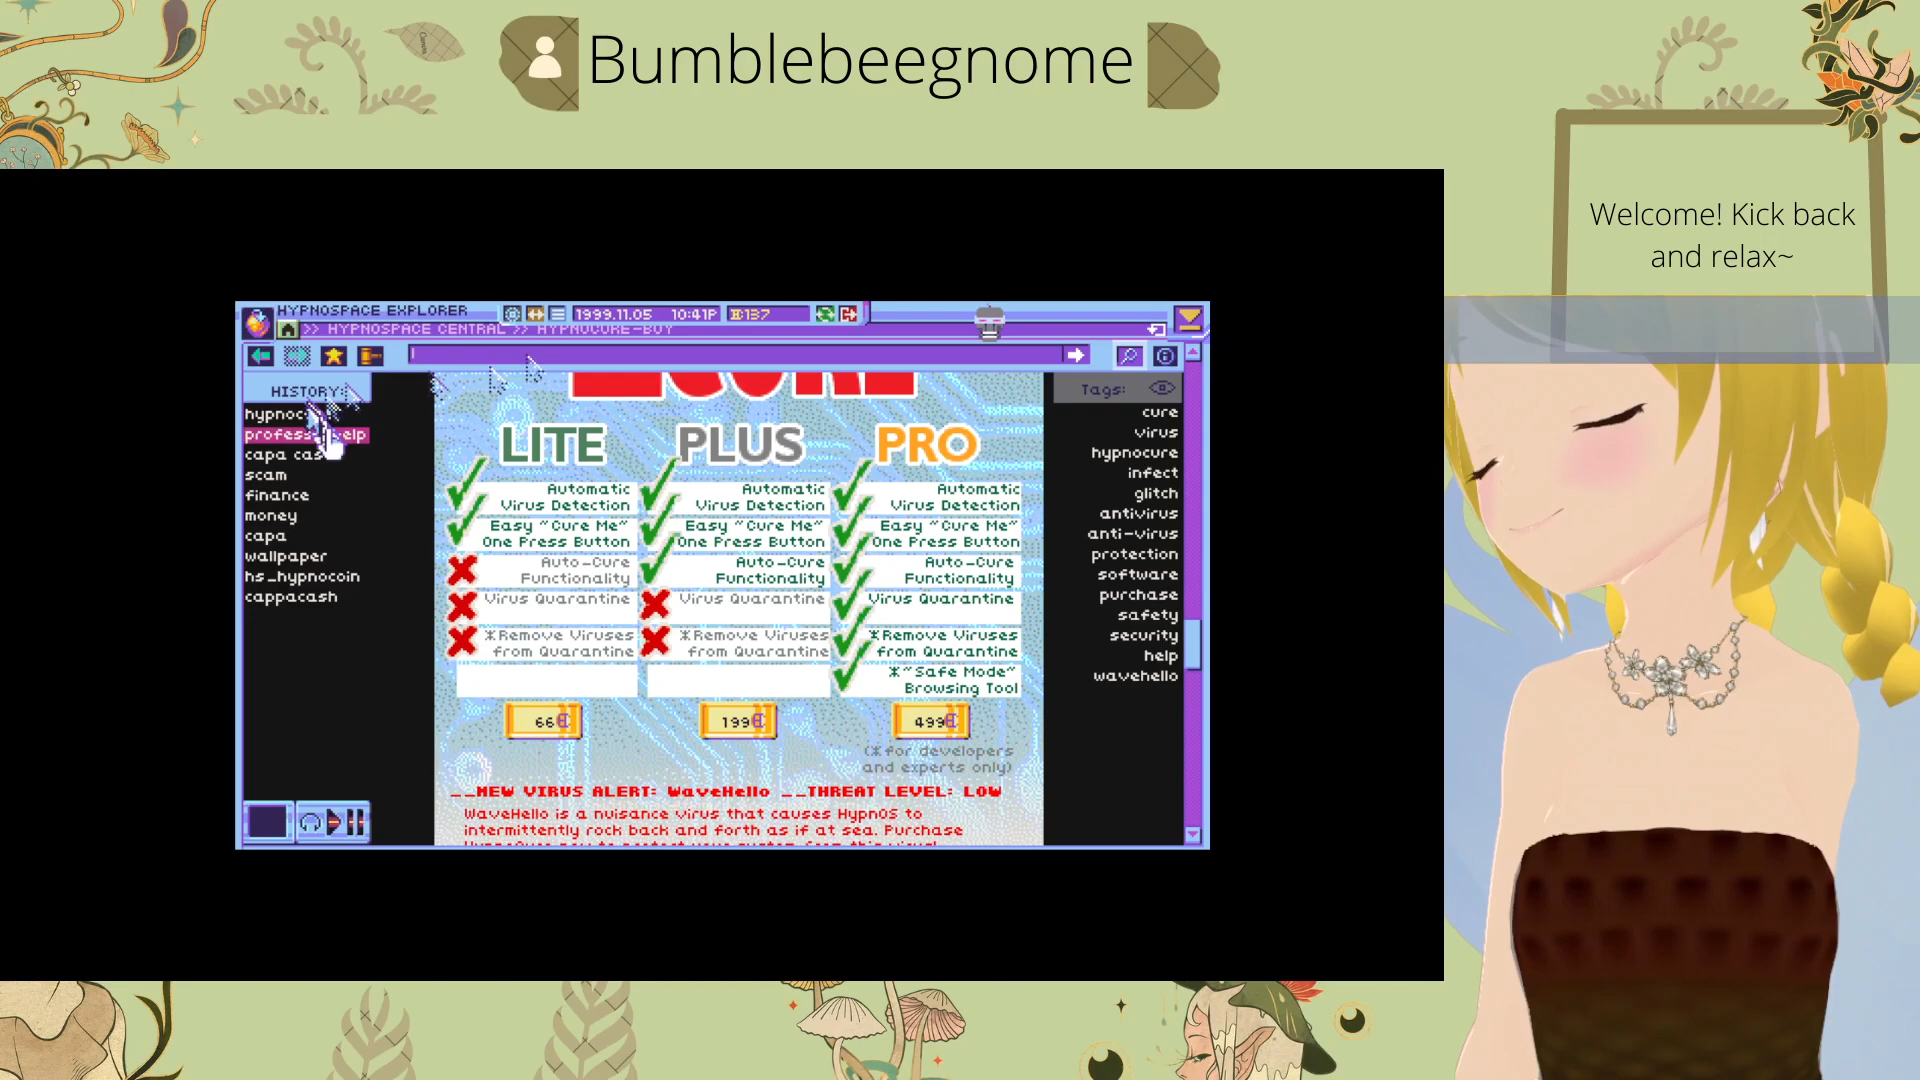 Bumblebeegnome
Welcome! Kick back
and relax~
HYPNOSPACE EXPLORER
1999.11.05 10:41P
137
>> HYPNOSPACE CENTRAL >> HYPNOCURE-BUY
HISTORY:
capa
scam
finance
money
capa
wallpaper
hs_hypnocoin
cappacash
CURE
LITE
PLUS
PRO
Automatic
Virus Detection
Easy "Cure Me"
One Press Button
Auto-Cure
Functionality
Virus Quarantine
*Remove Viruses
from Quarantine
66
Automatic
Virus Detection
Easy "Cure Me"
One Press Button
Auto-Cure
Functionality
Virus Quarantine
*Remove Viruses
from Quarantine
199
Automatic
Virus Detection
Easy "Cure Me"
One Press Button
Auto-Cure
Functionality
Virus Quarantine
*Remove Viruses
from Quarantine
*"Safe Mode"
Browsing Tool
499
(*for developers
and experts only)
__NEW VIRUS ALERT: WaveHello __THREAT LEVEL: LOW
WaveHello is a nuisance virus that causes HypnOS to
intermittently rock back and forth as if at sea. Purchase
Tags:
cure
virus
hypnocure
infect
glitch
antivirus
anti-virus
protection
software
purchase
safety
security
help
wavehello